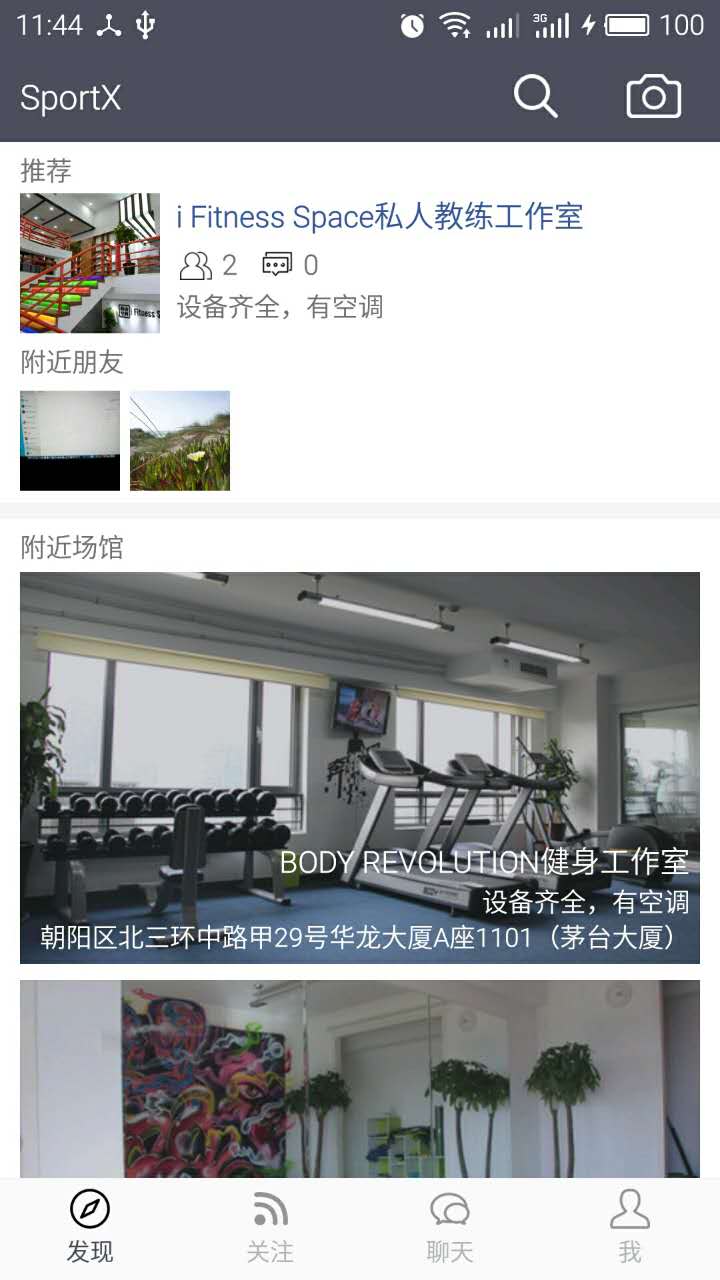 11:44
3G
100
SportX
推荐
i Fitness Space私人教练工作室
2
0
设备齐全，有空调
附近朋友
附近场馆
BODY REVOLUTION健身工作室
设备齐全，有空调
朝阳区北三环中路甲29号华龙大厦A座1101（茅台大厦）
发现
关注
聊天
我